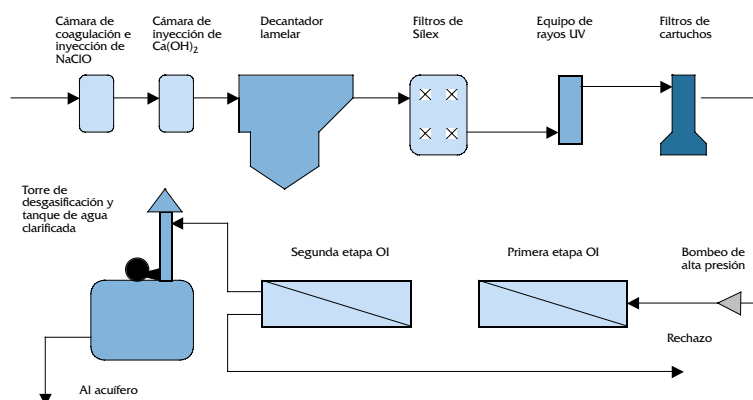 Cámara de
coagulación e
inyección de
NaClO
Cámara de
inyección de
Ca(OH)2
Decantador
lamelar
Filtros de
Sílex
Equipo de
rayos UV
Filtros de
cartuchos
Torre de
desgasificación y
tanque de agua
clarificada
Segunda etapa OI
Primera etapa OI
Bombeo de
alta presión
Rechazo
Al acuífero